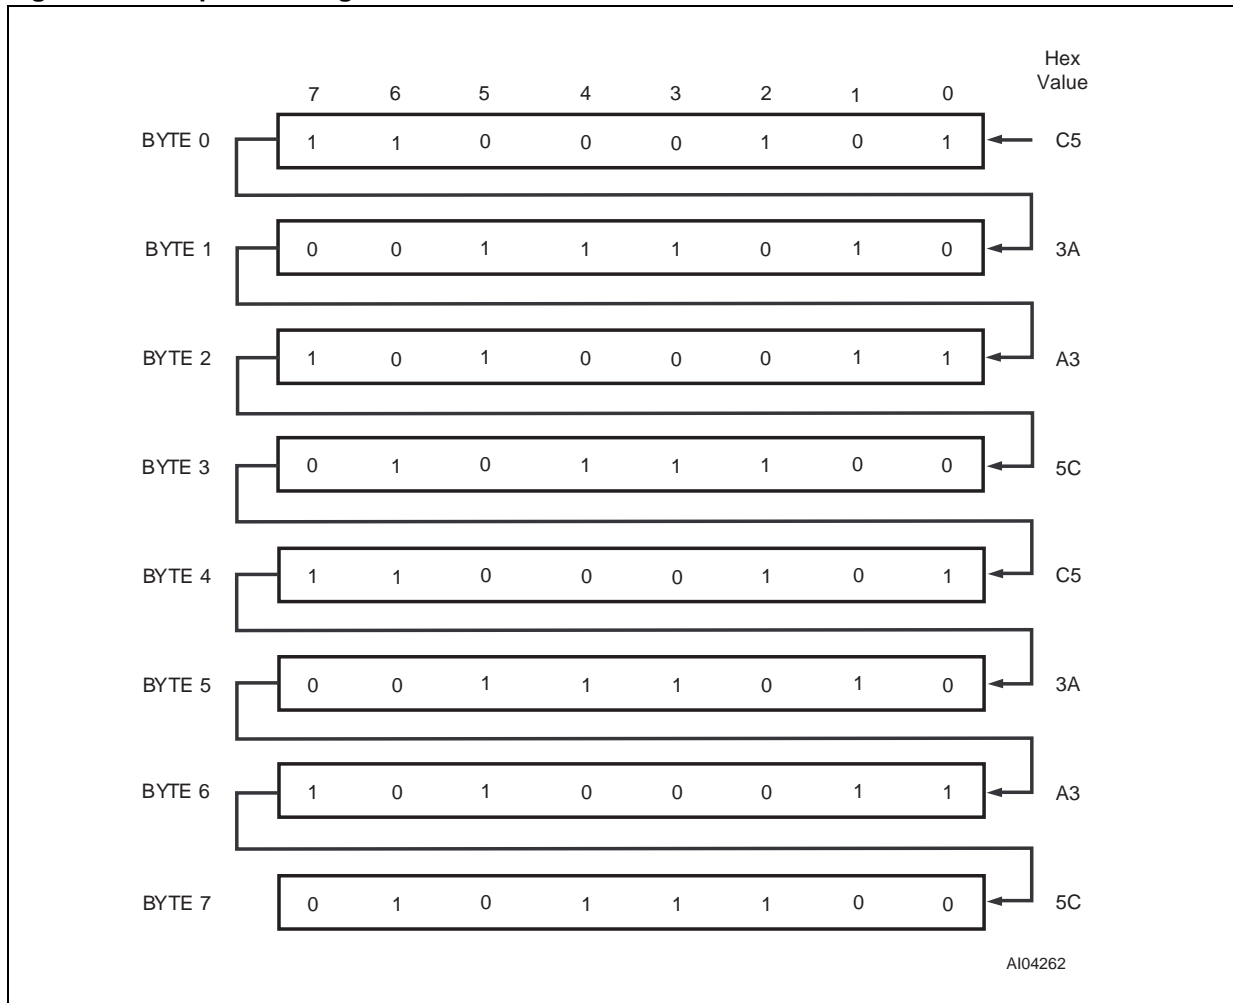 Hex
Value
7 6 5 4 3 2 1 0
BYTE 0 1 1 0 0 0 1 0 1 C5
BYTE 1 0 0 1 1 1 0 1 0 3A
BYTE 2 1 0 1 0 0 0 1 1 A3
BYTE 3 0 1 0 1 1 1 0 0 5C
BYTE 4 1 1 0 0 0 1 0 1 C5
BYTE 5 0 0 1 1 1 0 1 0 3A
BYTE 6 1 0 1 0 0 0 1 1 A3
BYTE 7 0 1 0 1 1 1 0 0 5C
AI04262